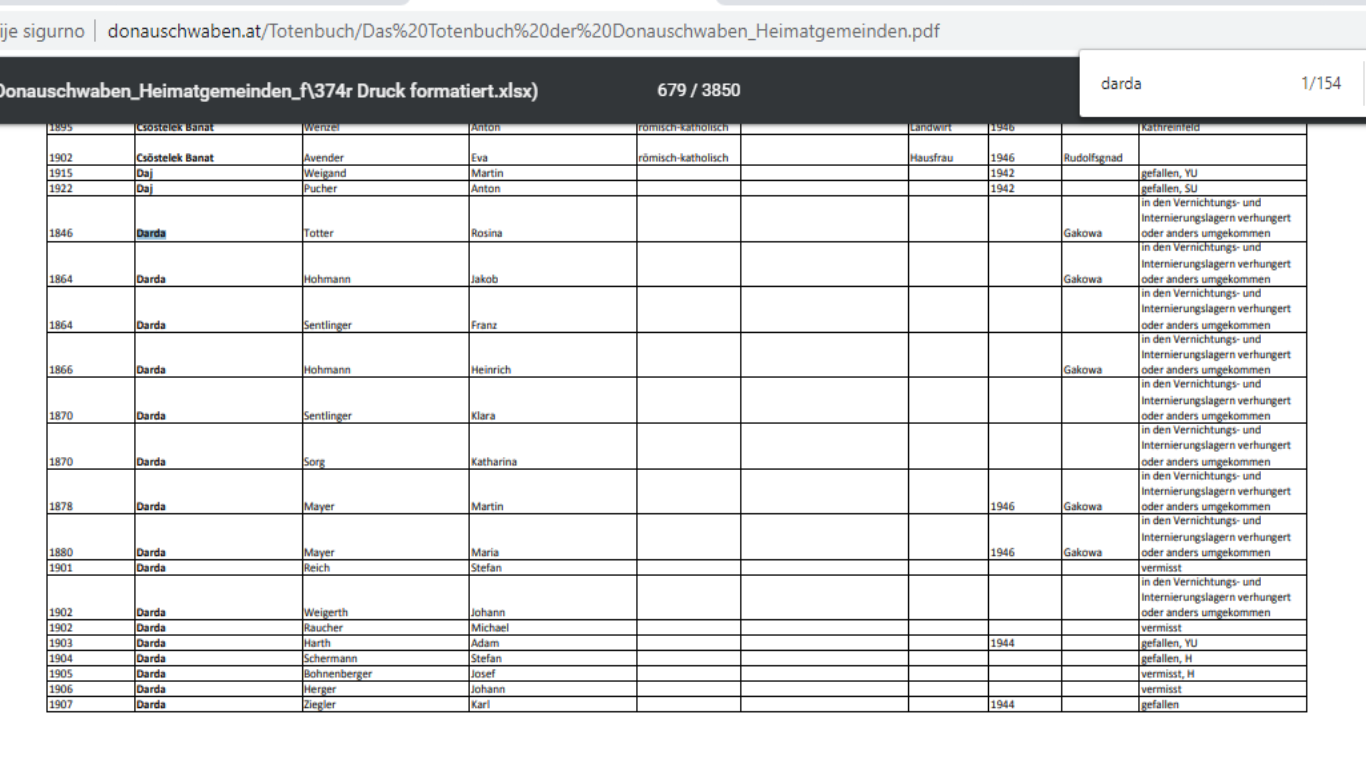 ije sigurno donauschwaben.at/Totenbuch/Das%20Totenbuch%20der%20Donauschwaben_Heimatgemeinden.pdf
darda 1/154
Donauschwaben_Heimatgemeinden_f\374r Druck formatiert.xlsx) 679 / 3850
1895 Csöstelek Banat Wenzel Anton römisch-katholisch Landwirt 1946 Kathreinfeld
1902 Csöstelek Banat Avender Eva römisch-katholisch Hausfrau 1946 Rudolfsgnad
1915 Daj Weigand Martin 1942 gefallen, YU
1922 Daj Pucher Anton 1942 gefallen, SU
in den Vernichtungs- und
Internierungslagern verhungert
1846 Darda Totter Rosina Gakowa oder anders umgekommen
in den Vernichtungs- und
Internierungslagern verhungert
1864 Darda Hohmann Jakob Gakowa oder anders umgekommen
in den Vernichtungs- und
Internierungslagern verhungert
1864 Darda Sentlinger Franz oder anders umgekommen
in den Vernichtungs- und
Internierungslagern verhungert
1866 Darda Hohmann Heinrich Gakowa oder anders umgekommen
in den Vernichtungs- und
Internierungslagern verhungert
1870 Darda Sentlinger Klara oder anders umgekommen
in den Vernichtungs- und
Internierungslagern verhungert
1870 Darda Sorg Katharina oder anders umgekommen
in den Vernichtungs- und
Internierungslagern verhungert
1878 Darda Mayer Martin 1946 Gakowa oder anders umgekommen
in den Vernichtungs- und
Internierungslagern verhungert
1880 Darda Mayer Maria 1946 Gakowa oder anders umgekommen
1901 Darda Reich Stefan vermisst
in den Vernichtungs- und
Internierungslagern verhungert
1902 Darda Weigerth Johann oder anders umgekommen
1902 Darda Raucher Michael vermisst
1903 Darda Harth Adam 1944 gefallen, YU
1904 Darda Schermann Stefan gefallen, H
1905 Darda Bohnenberger Josef vermisst, H
1906 Darda Herger Johann vermisst
1907 Darda Ziegler Karl 1944 gefallen